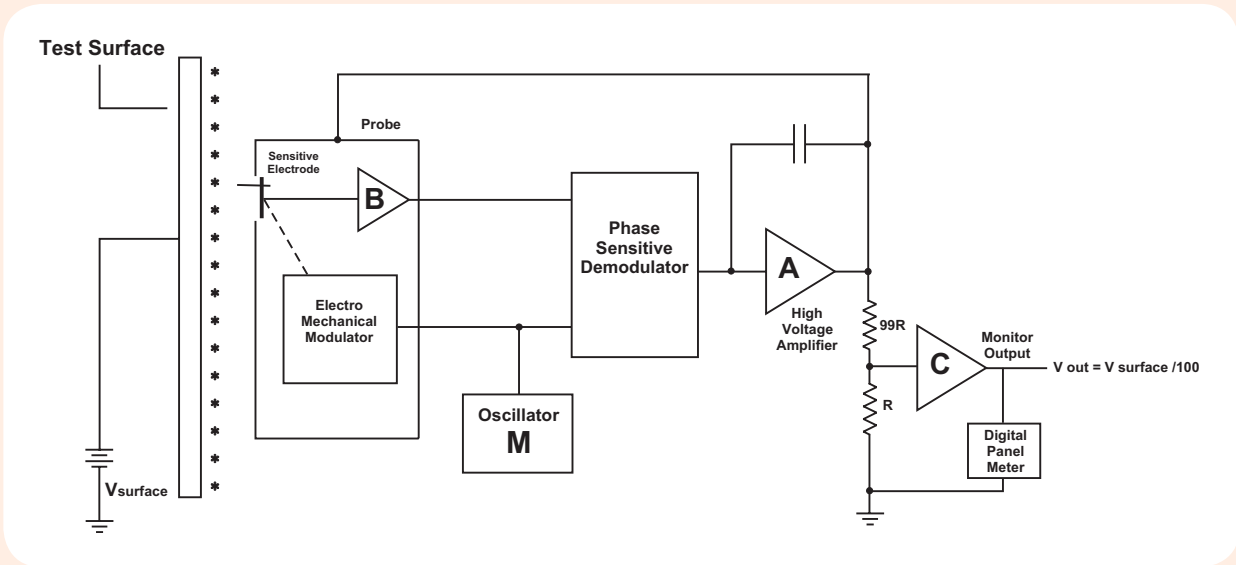 Test Surface
Probe
Sensitive
Electrode
B
Electro
Mechanical
Modulator
Vsurface
Oscillator
M
Phase
Sensitive
Demodulator
A
High
Voltage
Amplifier
99R
R
C
Monitor
Output
V out = V surface /100
Digital
Panel
Meter